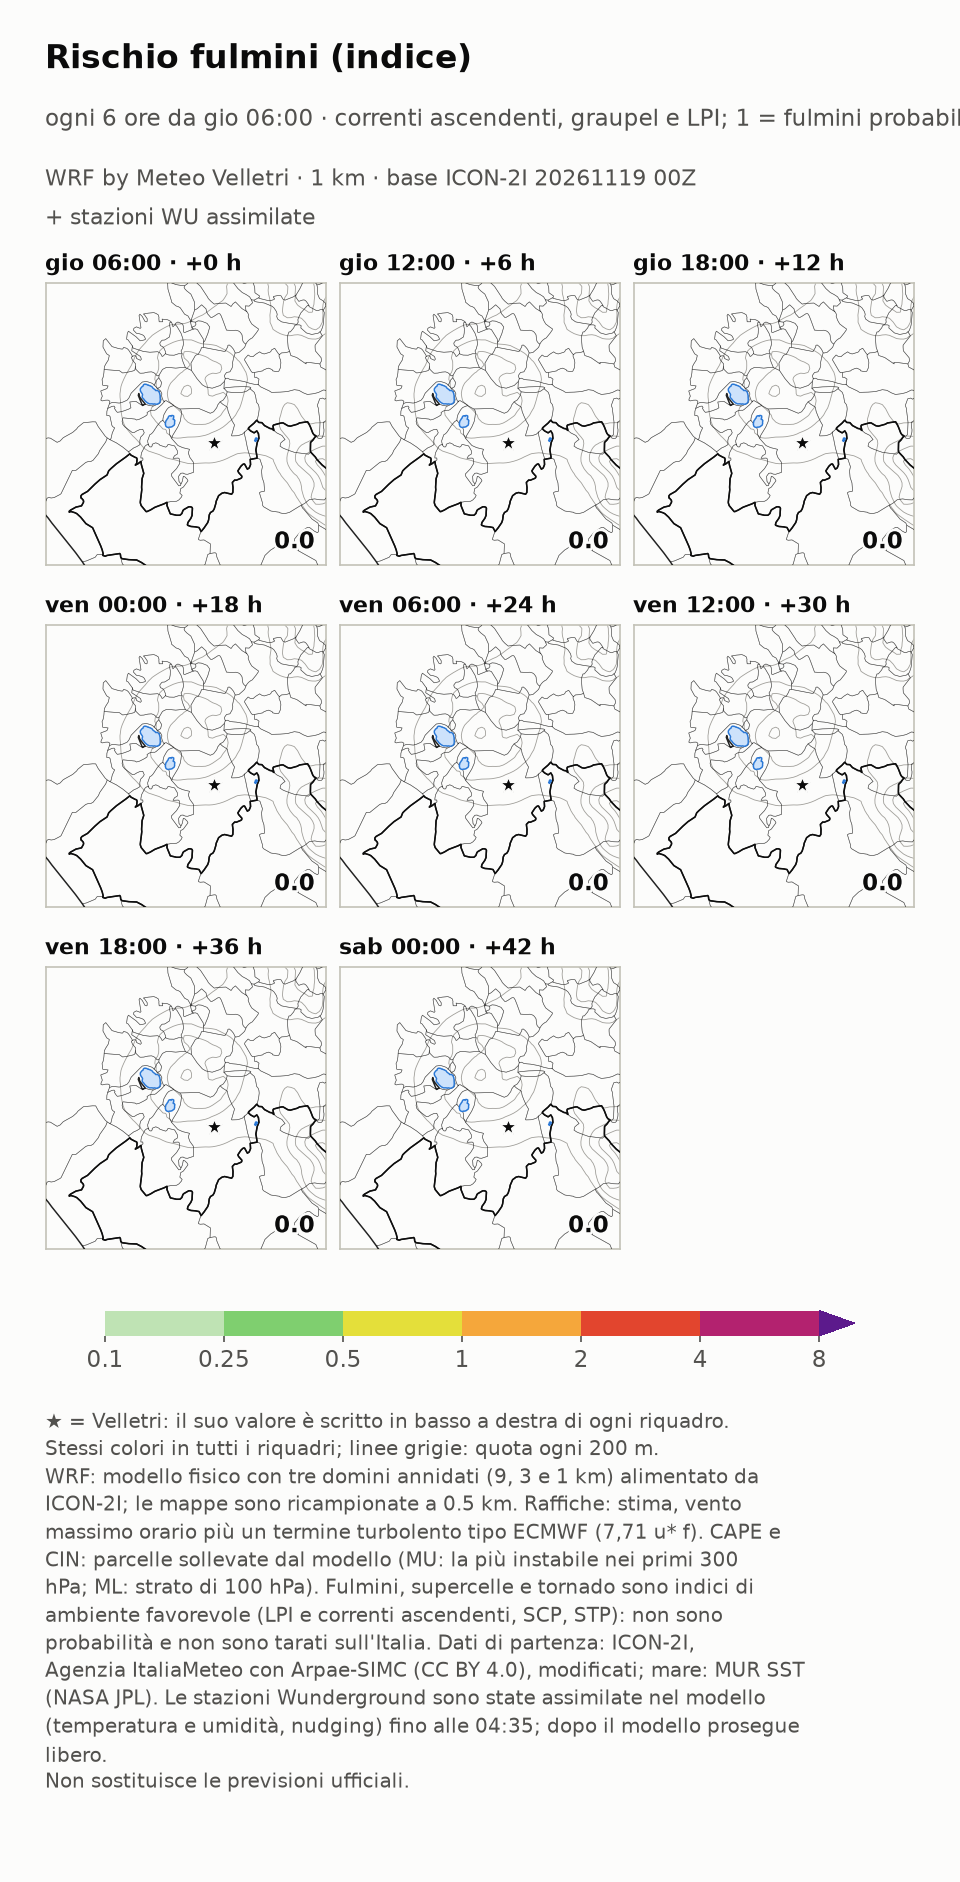 Rischio fulmini (indice)
ogni 6 ore da gio 06:00 · correnti ascendenti, graupel e LPI; 1 = fulmini probabil
WRF by Meteo Velletri · 1 km · base ICON-2I 20261119 00Z
+ stazioni WU assimilate
gio 06:00 · +0 h
gio 12:00 · +6 h
gio 18:00 · +12 h
0.0
0.0
0.0
ven 00:00 · +18 h
ven 06:00 · +24 h
ven 12:00 · +30 h
0.0
0.0
0.0
ven 18:00 · +36 h
sab 00:00 · +42 h
0.0
0.0
0.1 0.25 0.5 1 2 4 8
★ = Velletri: il suo valore è scritto in basso a destra di ogni riquadro.
Stessi colori in tutti i riquadri; linee grigie: quota ogni 200 m.
WRF: modello fisico con tre domini annidati (9, 3 e 1 km) alimentato da
ICON-2I; le mappe sono ricampionate a 0.5 km. Raffiche: stima, vento
massimo orario più un termine turbolento tipo ECMWF (7,71 u* f). CAPE e
CIN: parcelle sollevate dal modello (MU: la più instabile nei primi 300
hPa; ML: strato di 100 hPa). Fulmini, supercelle e tornado sono indici di
ambiente favorevole (LPI e correnti ascendenti, SCP, STP): non sono
probabilità e non sono tarati sull'Italia. Dati di partenza: ICON-2I,
Agenzia ItaliaMeteo con Arpae-SIMC (CC BY 4.0), modificati; mare: MUR SST
(NASA JPL). Le stazioni Wunderground sono state assimilate nel modello
(temperatura e umidità, nudging) fino alle 04:35; dopo il modello prosegue
libero.
Non sostituisce le previsioni ufficiali.